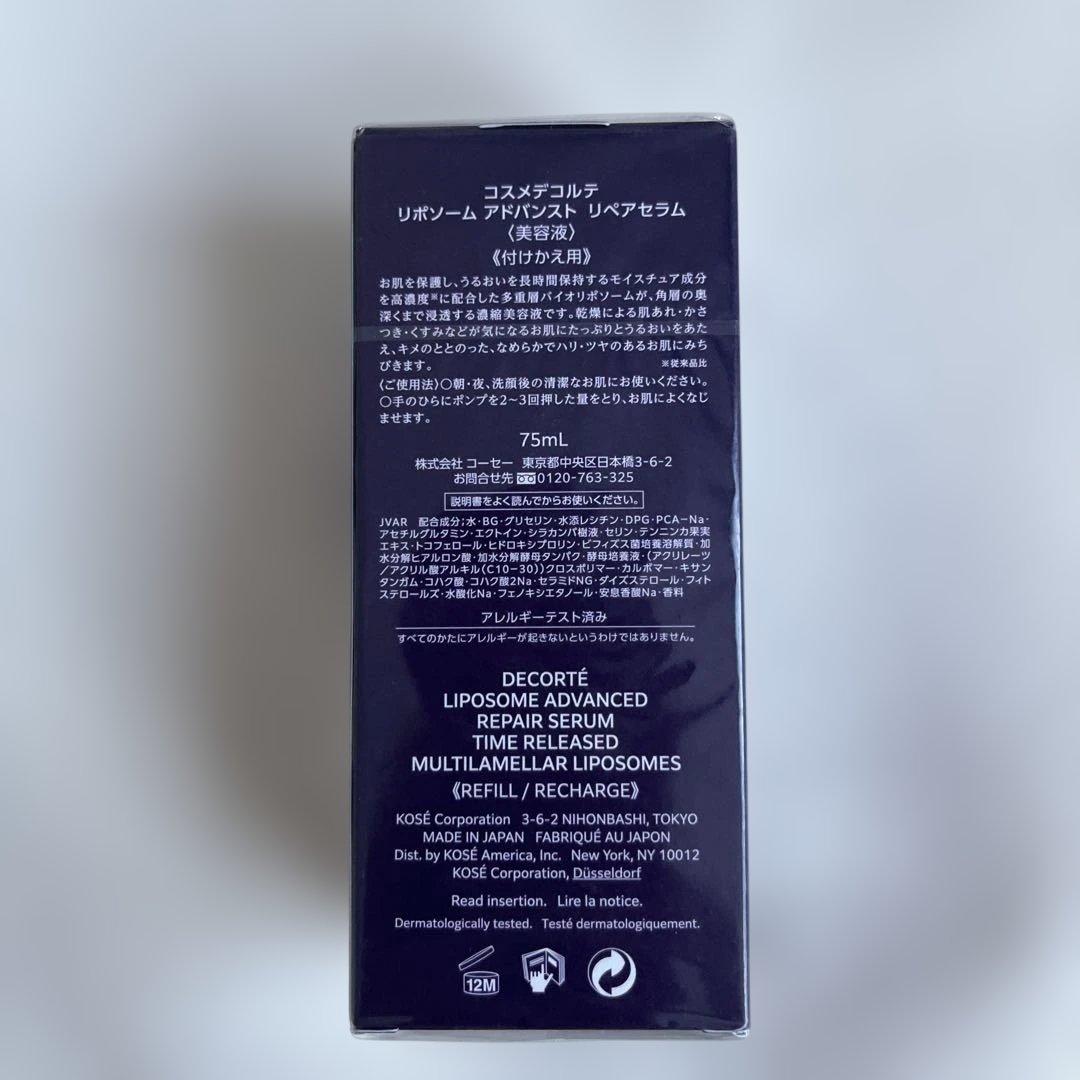 コスメデコルテ
リポソーム アドバンスト リペアセラム
〈美容液〉
《付けかえ用》
お肌を保護し、うるおいを長時間保持するモイスチュア成分
を高濃度※に配合した多重層バイオリポソームが、角層の奥
深くまで浸透する濃縮美容液です。乾燥による肌あれ・かさ
つき・くすみなどが気になるお肌にたっぷりとうるおいをあた
え、キメのととのった、なめらかでハリ・ツヤのあるお肌にみち
びきます。 ※従来品比
〈ご使用法〉○朝・夜、洗顔後の清潔なお肌にお使いください。
○手のひらにポンプを2〜3回押した量をとり、お肌によくなじ
ませます。
75mL
株式会社 コーセー 東京都中央区日本橋3-6-2
お問合せ先 0120-763-325
説明書をよく読んでからお使いください。
JVAR 配合成分;水・BG・グリセリン・水添レシチン・DPG・PCA-Na・
アセチルグルタミン・エクトイン・シラカンバ樹液・セリン・テンニンカ果実
エキス・トコフェロール・ヒドロキシプロリン・ビフィズス菌培養溶解質・加
水分解ヒアルロン酸・加水分解酵母タンパク・酵母培養液・(アクリレーツ
/アクリル酸アルキル(C10-30))クロスポリマー・カルボマー・キサン
タンガム・コハク酸・コハク酸2Na・セラミドNG・ダイズステロール・フィト
ステロールズ・水酸化Na・フェノキシエタノール・安息香酸Na・香料
アレルギーテスト済み
すべてのかたにアレルギーが起きないというわけではありません。
DECORTÉ
LIPOSOME ADVANCED
REPAIR SERUM
TIME RELEASED
MULTILAMELLAR LIPOSOMES
《REFILL / RECHARGE》
KOSÉ Corporation 3-6-2 NIHONBASHI, TOKYO
MADE IN JAPAN FABRIQUÉ AU JAPON
Dist. by KOSÉ America, Inc. New York, NY 10012
KOSÉ Corporation, Düsseldorf
Read insertion. Lire la notice.
Dermatologically tested. Testé dermatologiquement.
12M